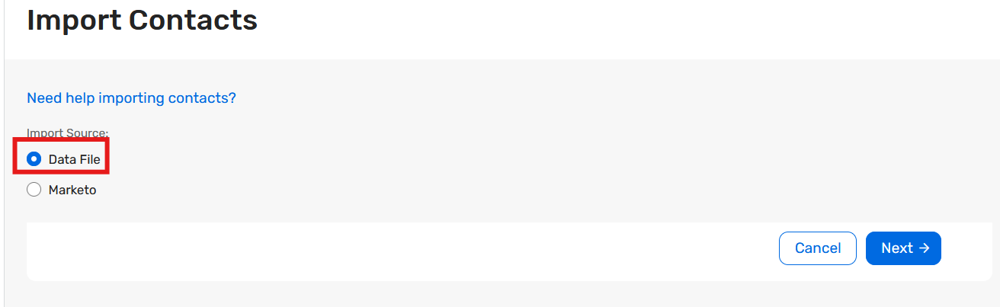 Import Contacts
Need help importing contacts?
Import Source:
Data File
Marketo
Cancel
Next →